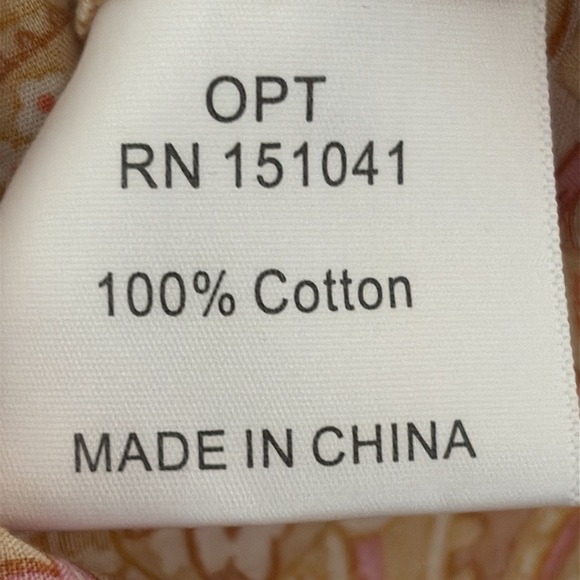 OPT
RN 151041
100% Cotton
MADE IN CHINA